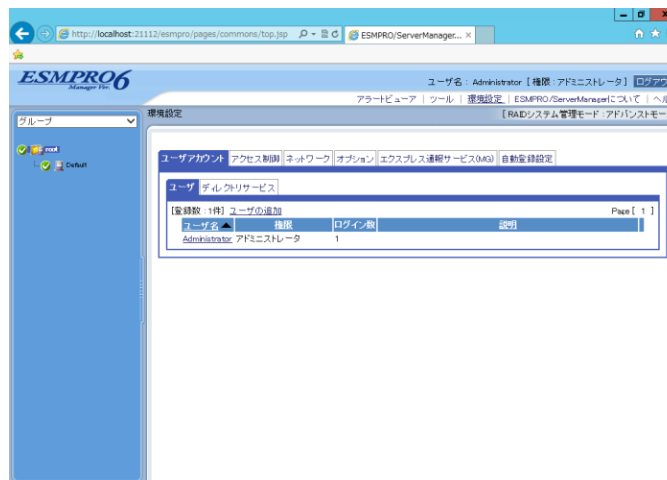 http://localhost:21112/esmpro/pages/commons/top.jsp
ESMPRO/ServerManager... ×
ESMPRO6
Manager Ver.
ユーザ名 : Administrator [ 権限 : アドミニストレータ ] ログアウ
アラートビューア | ツール | 環境設定 | ESMPRO/ServerManagerについて | ヘル
グループ
環境設定
[ RAIDシステム管理モード : アドバンストモー
root
Default
ユーザアカウント アクセス制御 ネットワーク オプション エクスプレス通報サービス(MG) 自動登録設定
ユーザ ディレクトリサービス
[登録数 : 1件] ユーザの追加 Page [ 1 ]
ユーザ名▲ 権限 ログイン数 説明
Administrator アドミニストレータ 1